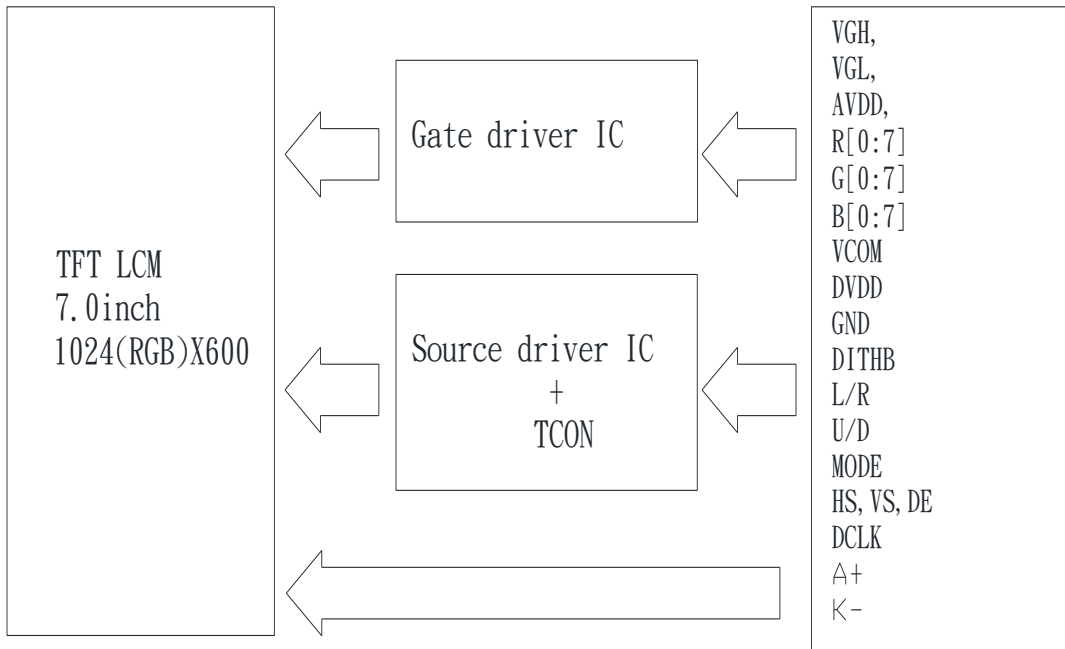 TFT LCM
7.0inch
1024(RGB)X600
Gate driver IC
Source driver IC
+
TCON
VGH,
VGL,
AVDD,
R[0:7]
G[0:7]
B[0:7]
VCOM
DVDD
GND
DITHB
L/R
U/D
MODE
HS,VS,DE
DCLK
A+
K-